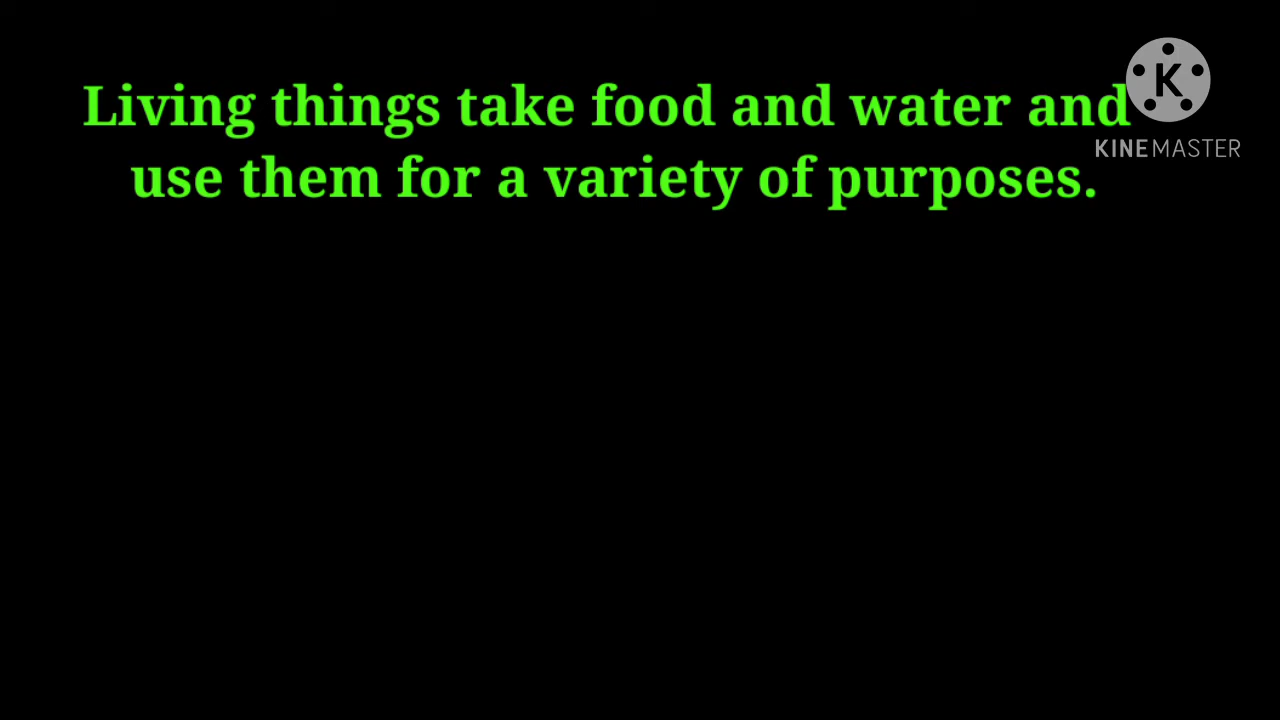 Living things take food and water and
use them for a variety of purposes.
K
KINEMASTER